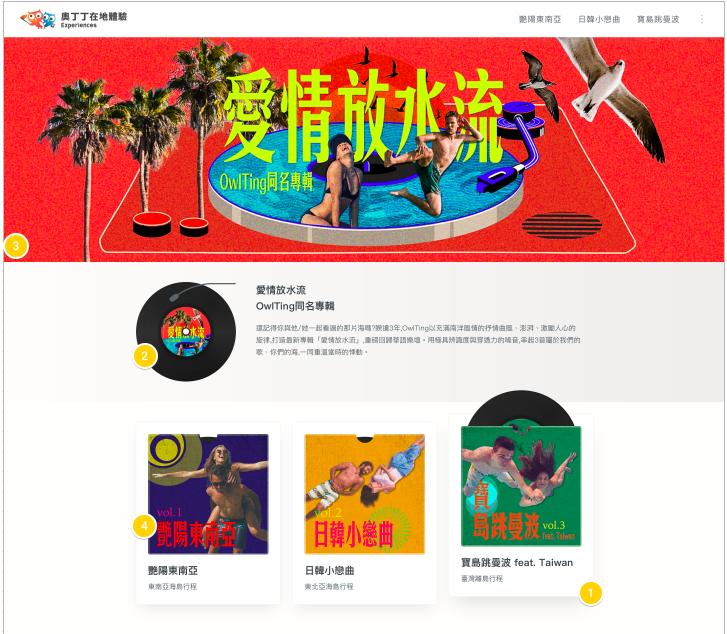 奧丁丁在地體驗
Experiences
艷陽東南亞
日韓小戀曲
寶島跳曼波
愛情放水流
OwlTing同名專輯
3
愛情放水流
OwlTing同名專輯
還記得你與他/她一起看過的那片海嗎?睽違3年,OwlTing以充滿南洋風情的抒情曲風、澎湃、激勵人心的
旋律,打造最新專輯「愛情放水流」,重磅回歸華語樂壇。用極具辨識度與穿透力的嗓音,串起3首屬於我們的
歌、你們的海,一同重溫當時的悸動。
愛情放水流
2
vol.1
艷陽東南亞
4
艷陽東南亞
東南亞海島行程
vol.2
日韓小戀曲
日韓小戀曲
東北亞海島行程
寶島跳曼波
vol.3
feat. Taiwan
寶島跳曼波 feat. Taiwan
臺灣離島行程
1